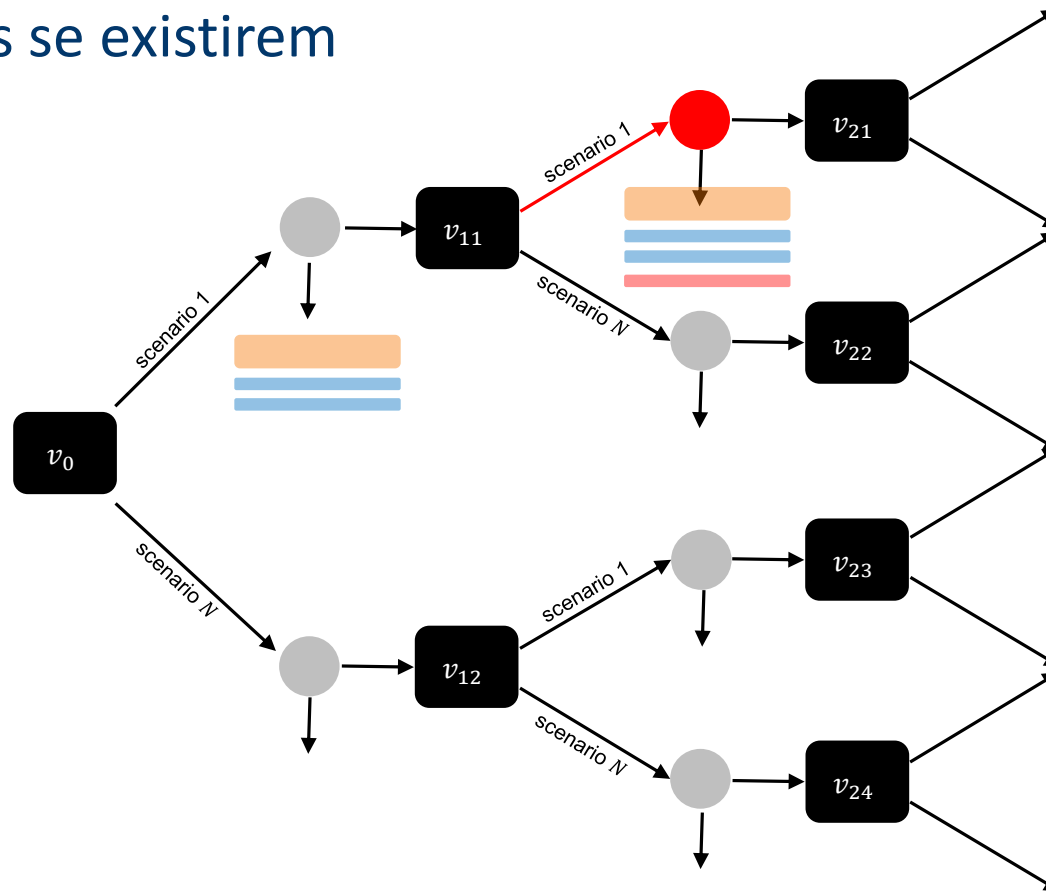 s se existirem
scenario 1
v₂₁
v₁₁
scenario N
scenario 1
v₂₂
v₀
scenario N
scenario 1
v₂₃
v₁₂
scenario N
v₂₄